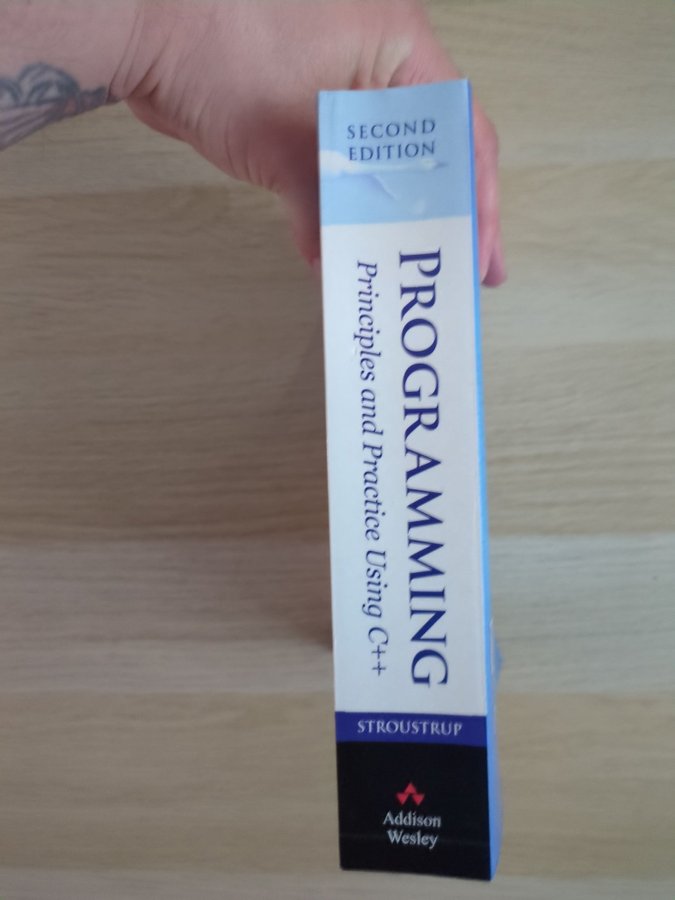 SECOND
EDITION
PROGRAMMING
Principles and Practice Using C++
STROUSTRUP
Addison
Wesley